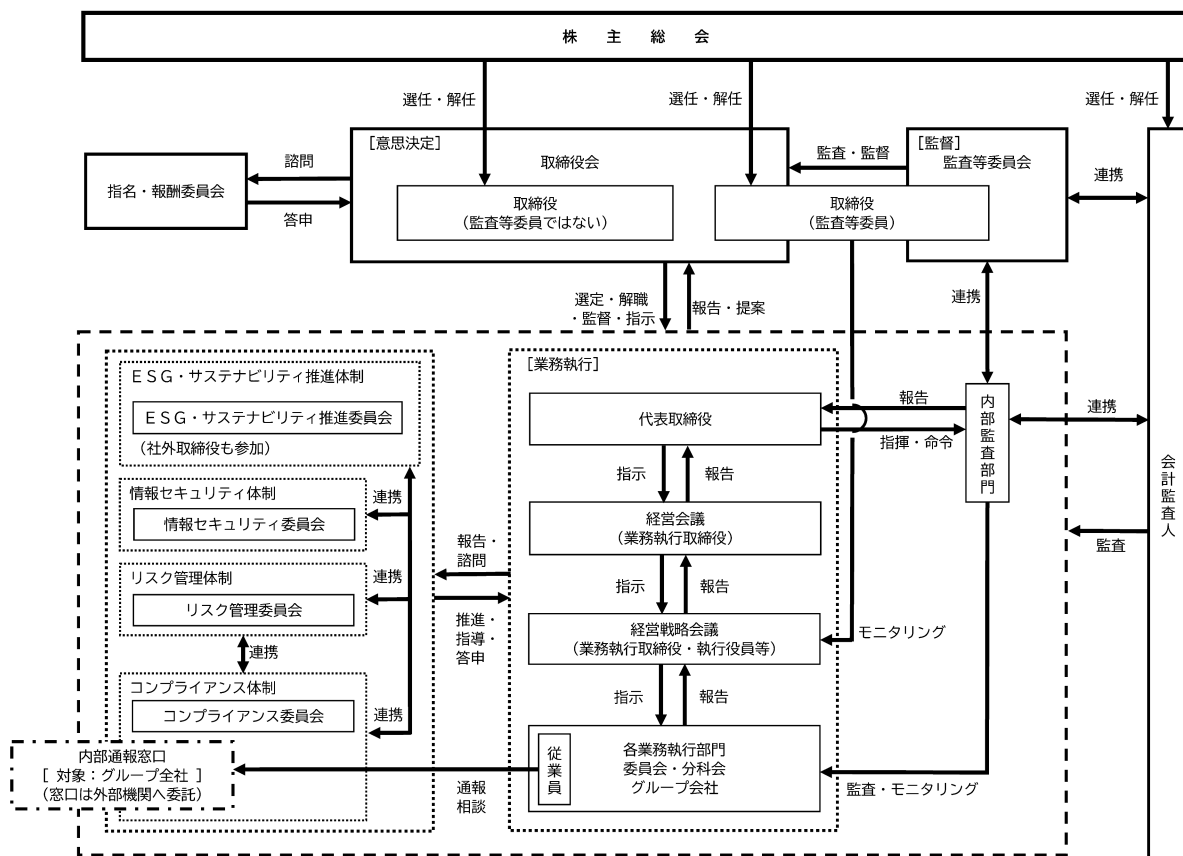 株主総会
選任・解任
選任・解任
選任・解任
[意思決定]
取締役会
[監督]
監査等委員会
監査・監督
諮問
指名・報酬委員会
答申
取締役
(監査等委員ではない)
取締役
(監査等委員)
連携
選定・解職
・監督・指示
報告・提案
連携
ESG・サステナビリティ推進体制
ESG・サステナビリティ推進委員会
(社外取締役も参加)
[業務執行]
代表取締役
報告
指揮・命令
内部監査部門
連携
会計監査人
監査
指示
報告
情報セキュリティ体制
情報セキュリティ委員会
連携
経営会議
(業務執行取締役)
報告・
諮問
指示
報告
リスク管理体制
リスク管理委員会
連携
推進・
指導・
答申
経営戦略会議
(業務執行取締役・執行役員等)
モニタリング
連携
指示
報告
コンプライアンス体制
コンプライアンス委員会
連携
内部通報窓口
[ 対象:グループ全社 ]
(窓口は外部機関へ委託)
通報
相談
従業員
各業務執行部門
委員会・分科会
グループ会社
監査・モニタリング